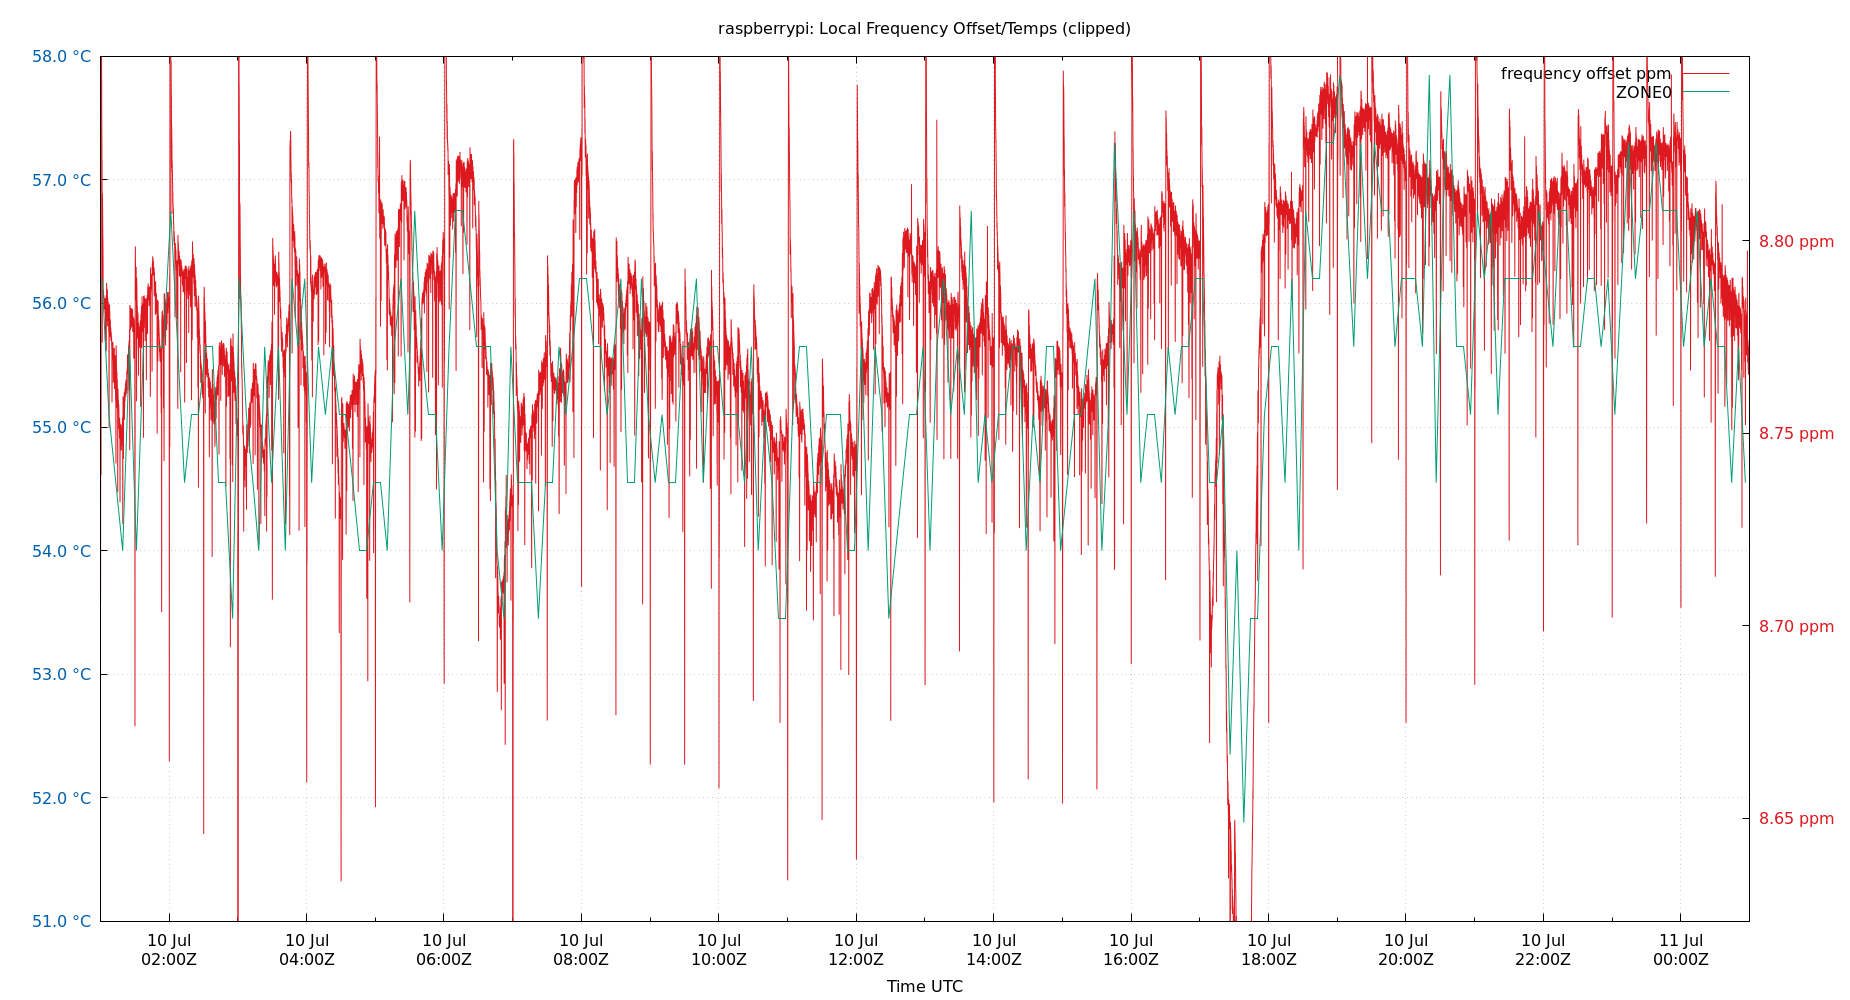 raspberrypi: Local Frequency Offset/Temps (clipped)
frequency offset ppm
ZONE0
58.0 °C
57.0 °C
56.0 °C
55.0 °C
54.0 °C
53.0 °C
52.0 °C
51.0 °C
8.80 ppm
8.75 ppm
8.70 ppm
8.65 ppm
10 Jul
02:00Z
10 Jul
04:00Z
10 Jul
06:00Z
10 Jul
08:00Z
10 Jul
10:00Z
10 Jul
12:00Z
10 Jul
14:00Z
10 Jul
16:00Z
10 Jul
18:00Z
10 Jul
20:00Z
10 Jul
22:00Z
11 Jul
00:00Z
Time UTC